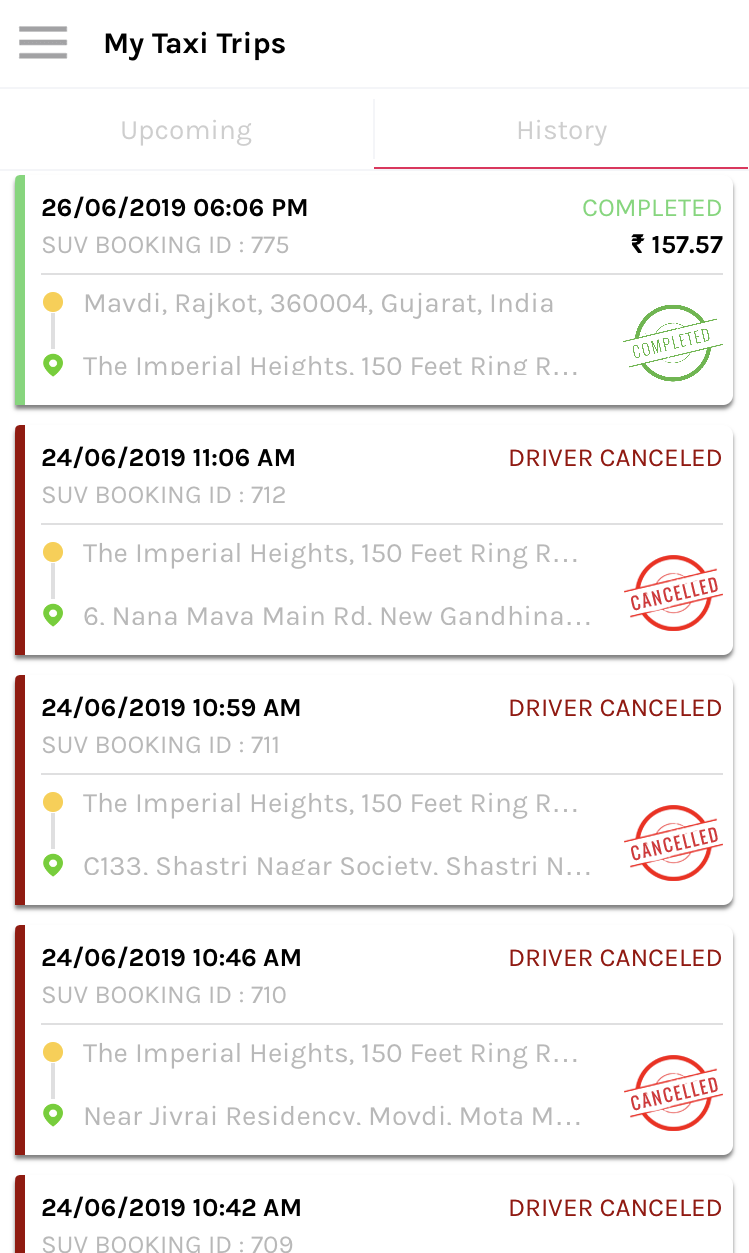 My Taxi Trips
Upcoming
History
26/06/2019 06:06 PM
COMPLETED
SUV BOOKING ID : 775
₹ 157.57
Mavdi, Rajkot, 360004, Gujarat, India
COMPLETED
The Imperial Heights, 150 Feet Ring R...
24/06/2019 11:06 AM
DRIVER CANCELED
SUV BOOKING ID : 712
The Imperial Heights, 150 Feet Ring R...
CANCELLED
6, Nana Mava Main Rd, New Gandhina...
24/06/2019 10:59 AM
DRIVER CANCELED
SUV BOOKING ID : 711
The Imperial Heights, 150 Feet Ring R...
CANCELLED
C133, Shastri Nagar Society, Shastri N...
24/06/2019 10:46 AM
DRIVER CANCELED
SUV BOOKING ID : 710
The Imperial Heights, 150 Feet Ring R...
CANCELLED
Near Jivraj Residency, Movdi, Mota M...
24/06/2019 10:42 AM
DRIVER CANCELED
SUV BOOKING ID : 709